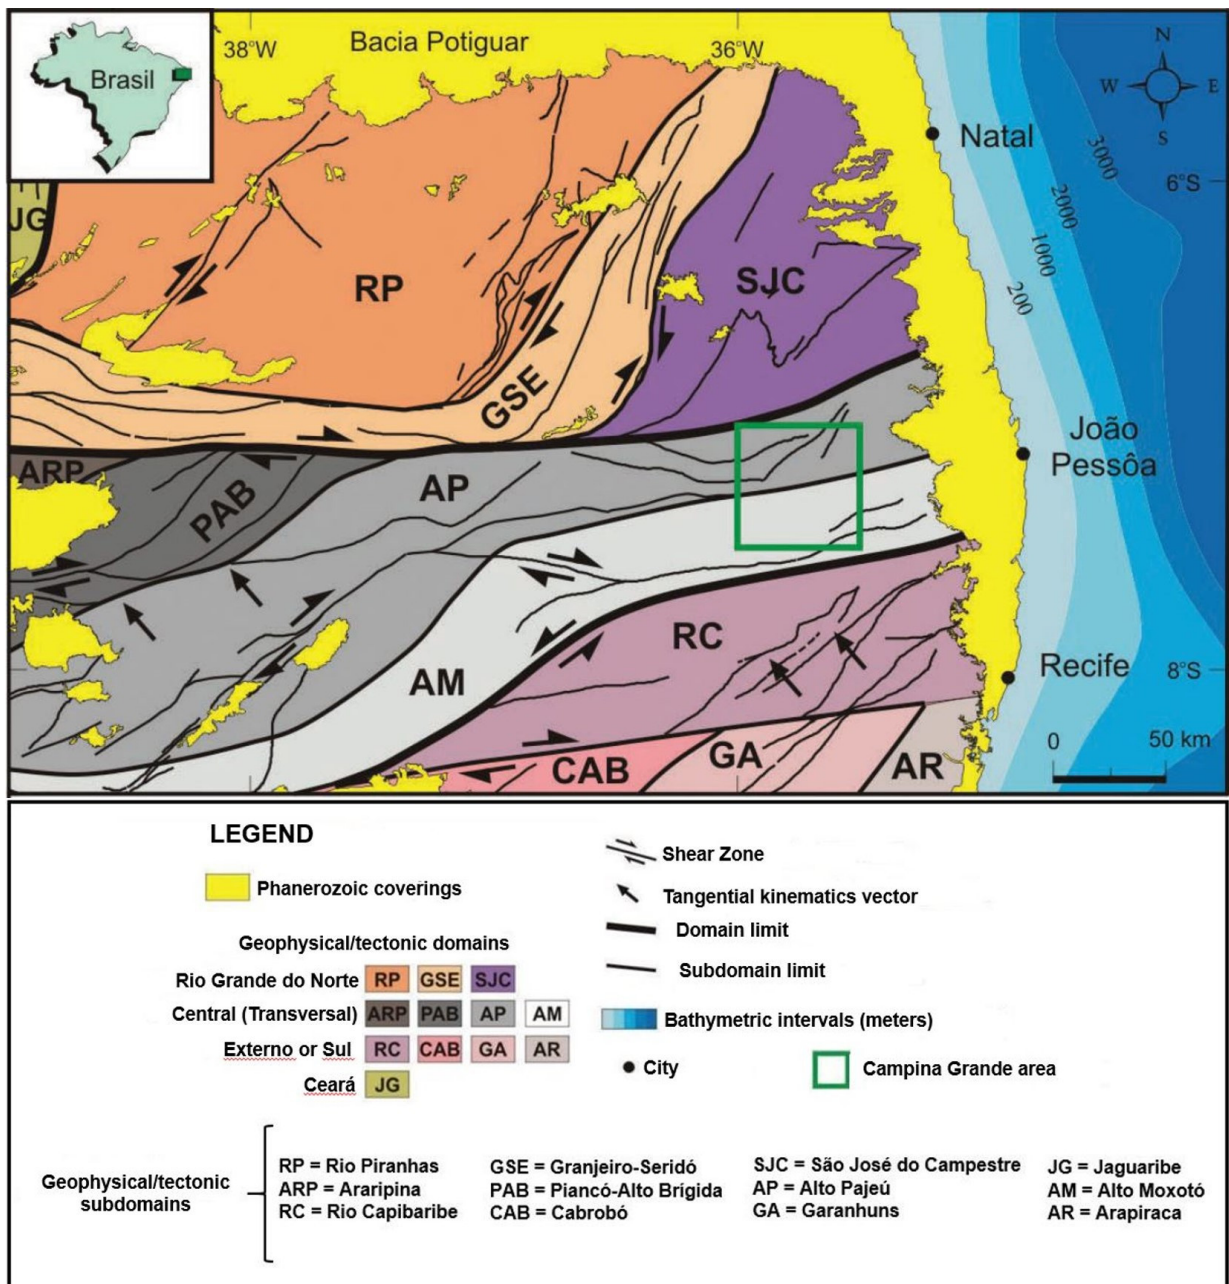 38°W
Bacia Potiguar
36°W
Brasil
N
W
E
S
Natal
3000
6°S
2000
1000
200
JG
RP
SJC
GSE
João
Pessôa
ARP
PAB
AP
RC
AM
Recife
8°S
0
50 km
CAB
GA
AR
LEGEND
Phanerozoic coverings
Geophysical/tectonic domains
Rio Grande do Norte RP GSE SJC
Central (Transversal) ARP PAB AP AM
Externo or Sul RC CAB GA AR
Ceará JG
Shear Zone
Tangential kinematics vector
Domain limit
Subdomain limit
Bathymetric intervals (meters)
City
Campina Grande area
Geophysical/tectonic
subdomains
RP = Rio Piranhas GSE = Granjeiro-Seridó SJC = São José do Campestre JG = Jaguaribe
ARP = Araripina PAB = Piancó-Alto Brígida AP = Alto Pajeú AM = Alto Moxotó
RC = Rio Capibaribe CAB = Cabrobó GA = Garanhuns AR = Arapiraca